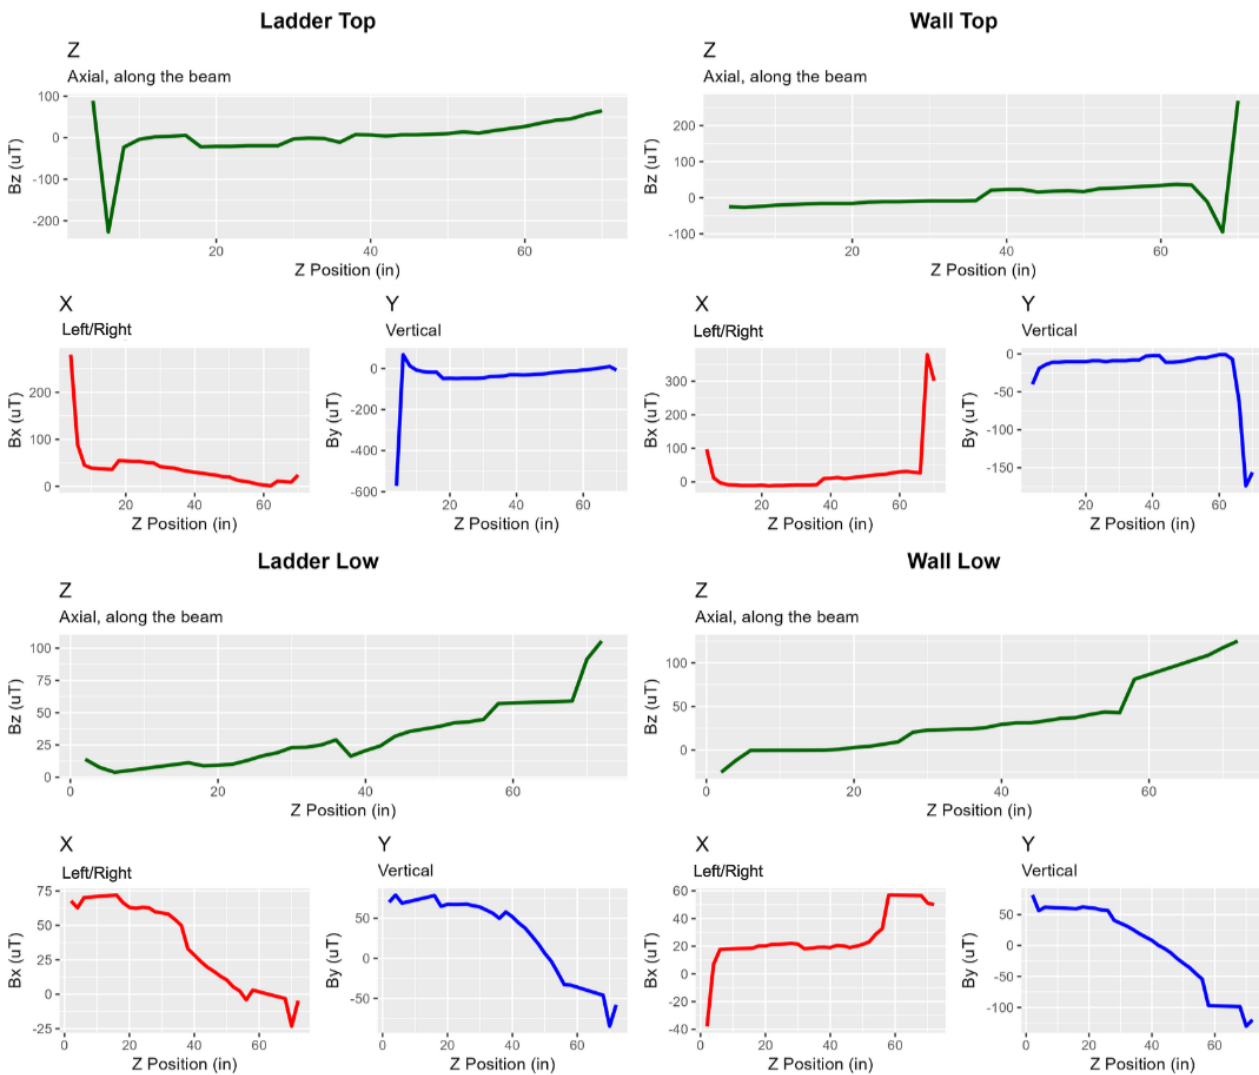 Ladder Top
Wall Top
Z
Axial, along the beam
Bz (uT)
100
0
-100
-200
20
40
60
Z Position (in)
Z
Axial, along the beam
Bz (uT)
200
100
0
-100
20
40
60
Z Position (in)
X
Left/Right
Bx (uT)
200
100
0
20
40
60
Z Position (in)
Y
Vertical
By (uT)
0
-200
-400
-600
20
40
60
Z Position (in)
X
Left/Right
Bx (uT)
300
200
100
0
20
40
60
Z Position (in)
Y
Vertical
By (uT)
0
-50
-100
-150
20
40
60
Z Position (in)
Ladder Low
Wall Low
Z
Axial, along the beam
Bz (uT)
100
75
50
25
0
0
20
40
60
Z Position (in)
Z
Axial, along the beam
Bz (uT)
100
50
0
0
20
40
60
Z Position (in)
X
Left/Right
Bx (uT)
75
50
25
0
-25
0
20
40
60
Z Position (in)
Y
Vertical
By (uT)
50
0
-50
0
20
40
60
Z Position (in)
X
Left/Right
Bx (uT)
60
40
20
0
-20
-40
0
20
40
60
Z Position (in)
Y
Vertical
By (uT)
50
0
-50
-100
0
20
40
60
Z Position (in)